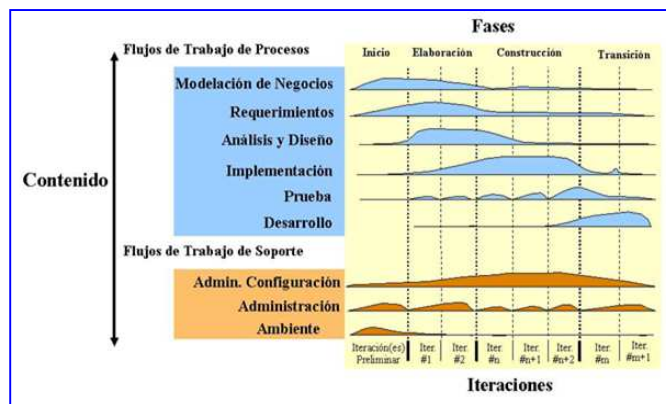 Fases
Flujos de Trabajo de Procesos
Inicio Elaboración Construcción Transición
Modelación de Negocios
Requerimientos
Análisis y Diseño
Implementación
Contenido
Prueba
Desarrollo
Flujos de Trabajo de Soporte
Admin. Configuración
Administración
Ambiente
Iteración(es) Preliminar
Iter. #1
Iter. #2
Iter. #n
Iter. #n+1
Iter. #n+2
Iter. #m
Iter. #m+1
Iteraciones